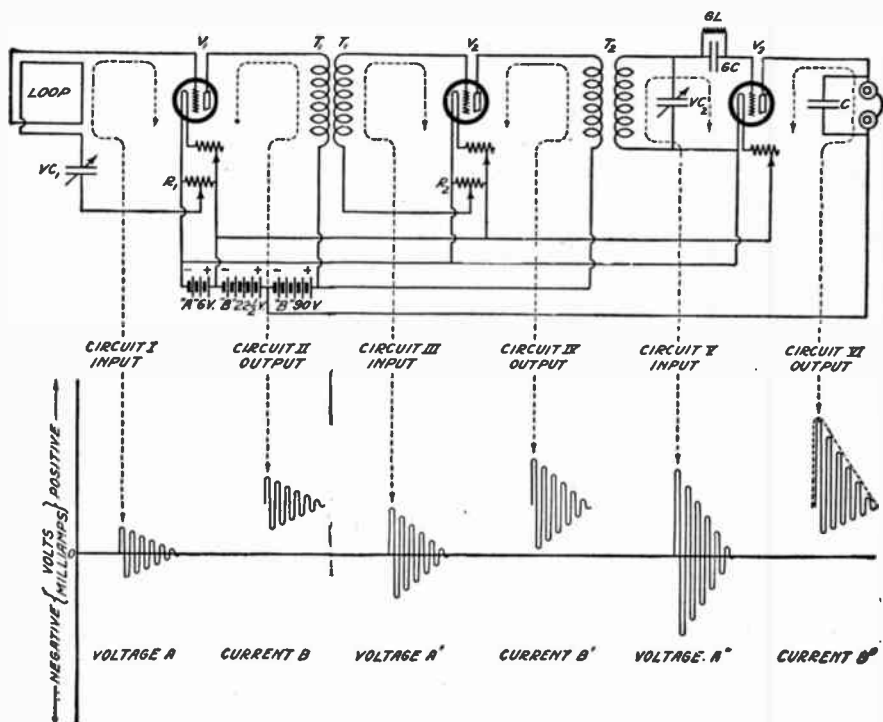 GL
V₁ T₁ T₁ V₂ T₂ GC V₃
LOOP
VC₂ C
VC₁ R₁ R₂
- + - + - +
"A" 6V. "B" 22½V. "B" 90V
CIRCUIT I
INPUT
CIRCUIT II
OUTPUT
CIRCUIT III
INPUT
CIRCUIT IV
OUTPUT
CIRCUIT V
INPUT
CIRCUIT VI
OUTPUT
NEGATIVE { VOLTS } POSITIVE
MILLIAMPS
0
VOLTAGE A
CURRENT B
VOLTAGE A'
CURRENT B'
VOLTAGE. A"
CURRENT B"